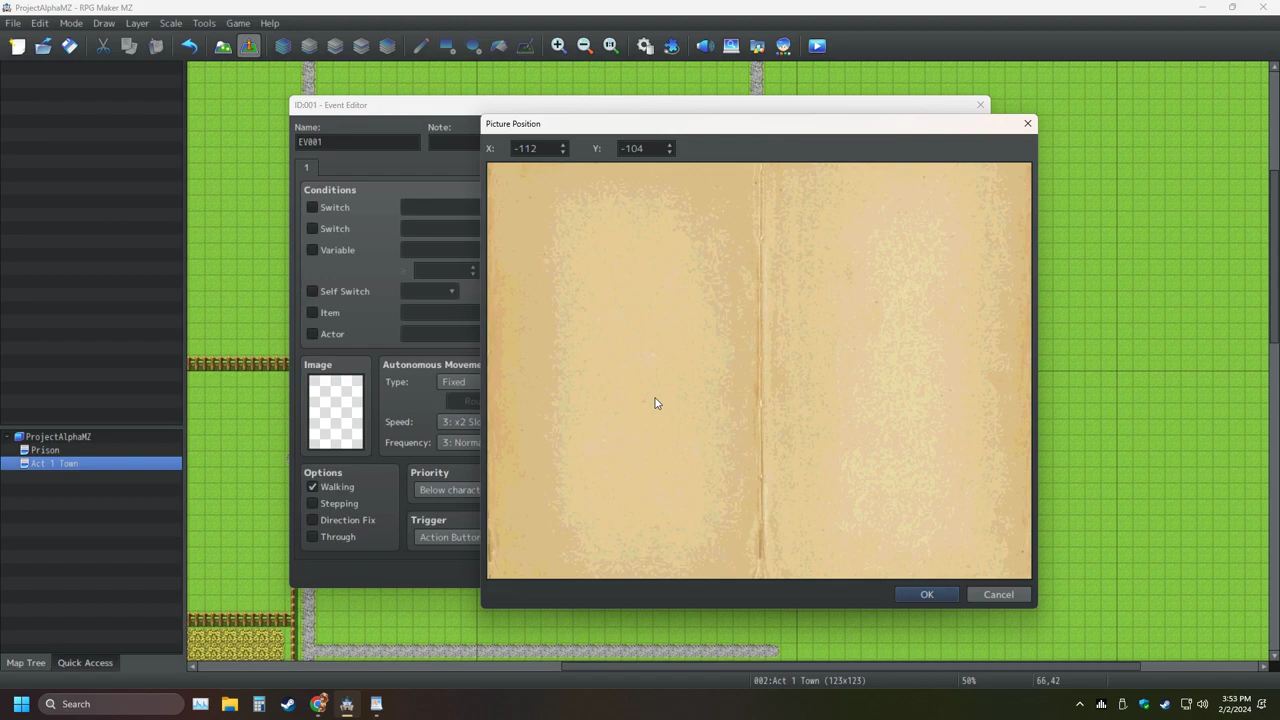 ProjectAlphaMZ - RPG Maker MZ
File Edit Mode Draw Layer Scale Tools Game Help
ID:001 - Event Editor
Picture Position
Name: Note:
EV001
X: -112 Y: -104
1
Conditions
Switch
Switch
Variable
Self Switch
Item
Actor
Image
Autonomous Moveme
Type: Fixed
Speed: 3: x2 Slo
Frequency: 3: Norma
ProjectAlphaMZ
Prison
Act 1 Town
Options
Walking
Stepping
Direction Fix
Through
Priority
Below charact
Trigger
Action Button
OK Cancel
Map Tree Quick Access
002:Act 1 Town (123x123) 50% 66,42
Search
3:53 PM
2/2/2024